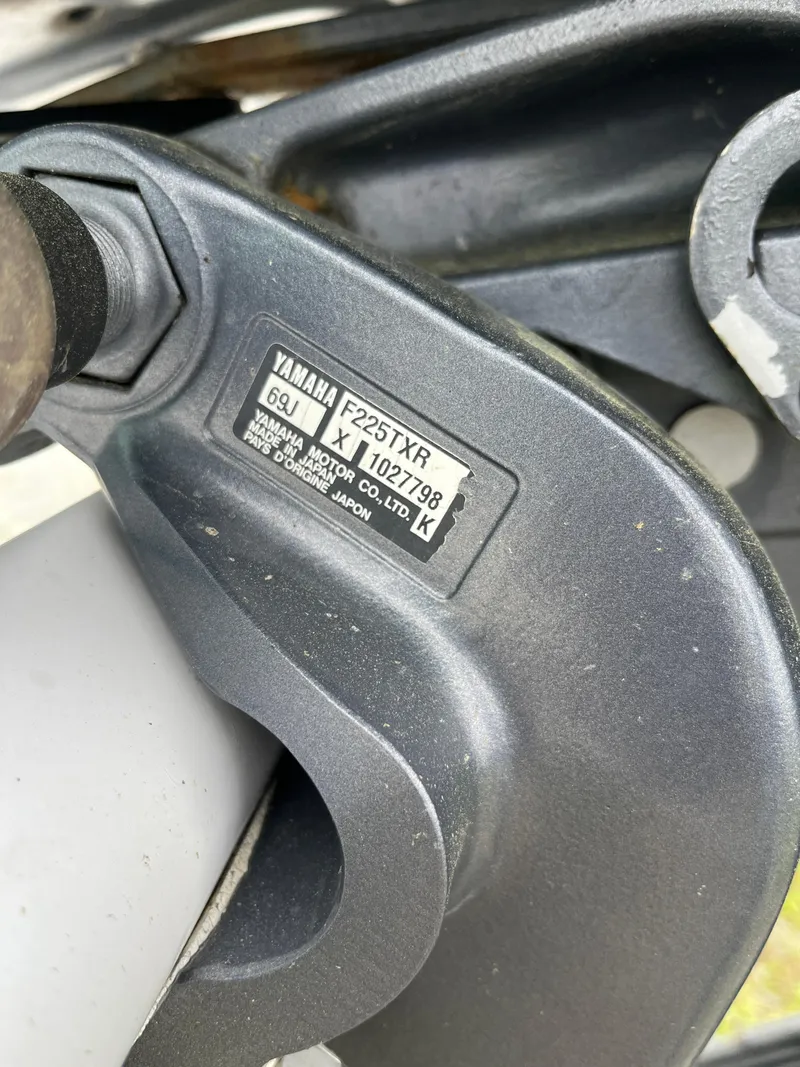 YAMAHA F225TXR
69J X 1027798
YAMAHA MOTOR CO., LTD. K
MADE IN JAPAN
PAYS D'ORIGINE JAPON